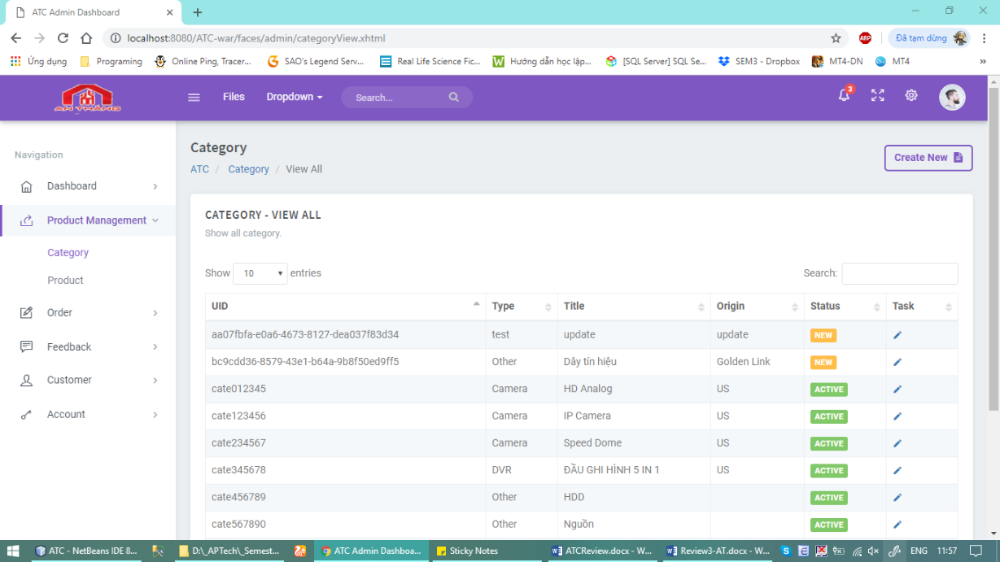 ATC Admin Dashboard
localhost:8080/ATC-war/faces/admin/categoryView.xhtml
ABP
Đã tạm dừng
Ứng dụng Programing Online Ping, Tracer... SAO's Legend Serv... Real Life Science Fic... Hướng dẫn học lập... [SQL Server] SQL Se... SEM3 - Dropbox MT4-DN MT4 »
AN THẮNG Files Dropdown Search... 3
Navigation
Dashboard
Product Management
Category
Product
Order
Feedback
Customer
Account
Category
ATC / Category / View All
Create New
CATEGORY - VIEW ALL
Show all category.
Show 10 entries Search:
UID Type Title Origin Status Task
aa07fbfa-e0a6-4673-8127-dea037f83d34 test update update NEW
bc9cdd36-8579-43e1-b64a-9b8f50ed9ff5 Other Dây tín hiệu Golden Link NEW
cate012345 Camera HD Analog US ACTIVE
cate123456 Camera IP Camera US ACTIVE
cate234567 Camera Speed Dome US ACTIVE
cate345678 DVR ĐẦU GHI HÌNH 5 IN 1 US ACTIVE
cate456789 Other HDD ACTIVE
cate567890 Other Nguồn ACTIVE
ATC - NetBeans IDE 8... D:\_APTech\_Semest... ATC Admin Dashboa... Sticky Notes ATCReview.docx - W... Review3-AT.docx - W... ENG 11:57